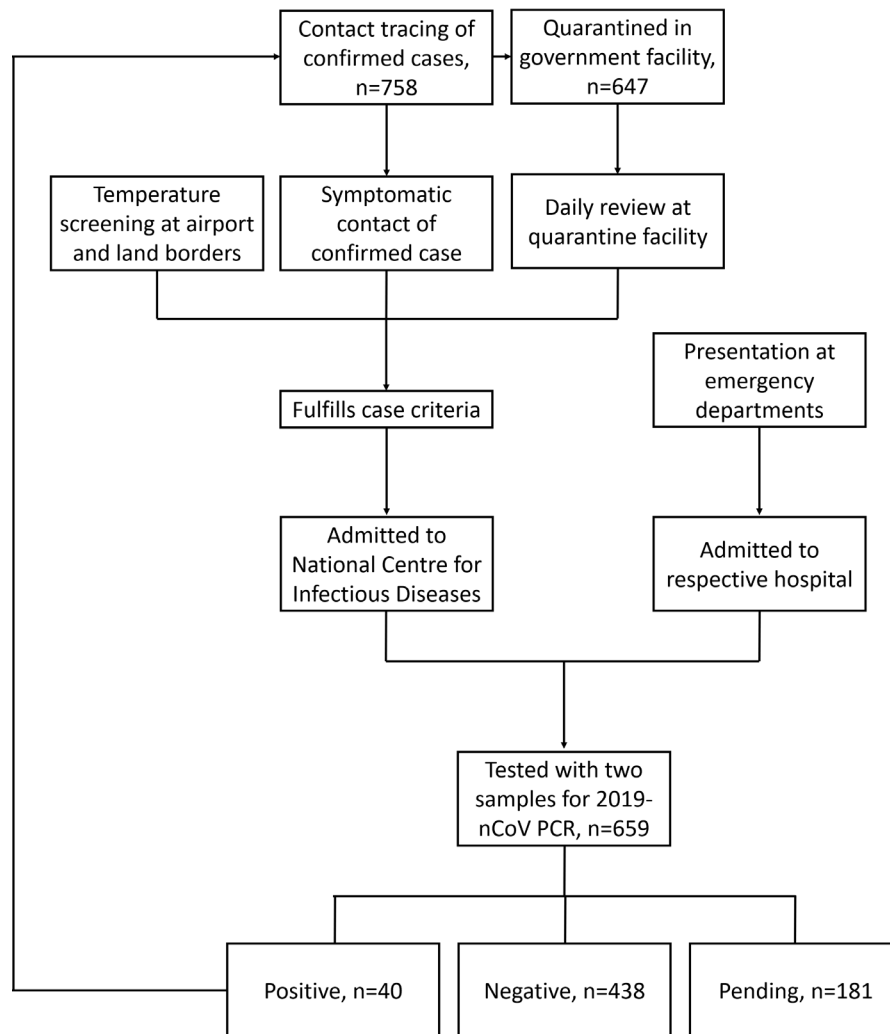 Contact tracing of
confirmed cases,
n=758
Quarantined in
government facility,
n=647
Temperature
screening at airport
and land borders
Symptomatic
contact of
confirmed case
Daily review at
quarantine facility
Presentation at
emergency
departments
Fulfills case criteria
Admitted to
National Centre for
Infectious Diseases
Admitted to
respective hospital
Tested with two
samples for 2019-
nCoV PCR, n=659
Positive, n=40
Negative, n=438
Pending, n=181